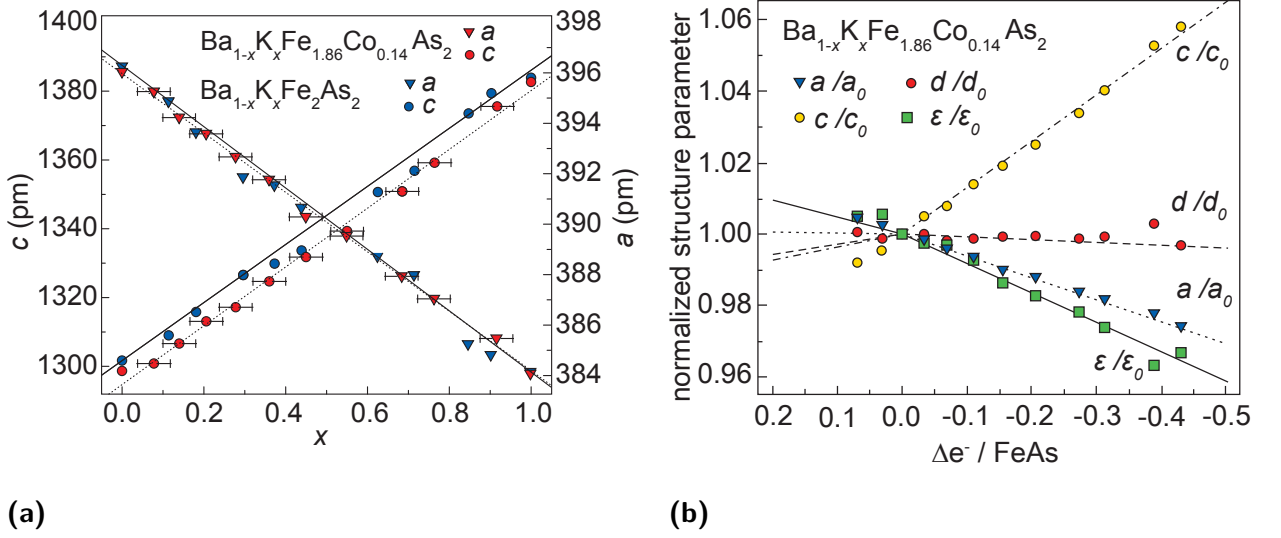 1400
1380
1360
1340
1320
1300
c (pm)
0.0 0.2 0.4 0.6 0.8 1.0
x
398
396
394
392
390
388
386
384
a (pm)
Ba₁₋ₓKₓFe₁.₈₆Co₀.₁₄As₂ a c
Ba₁₋ₓKₓFe₂As₂ a c
(a)
1.06
1.04
1.02
1.00
0.98
0.96
normalized structure parameter
0.2 0.1 0.0 -0.1 -0.2 -0.3 -0.4 -0.5
Δe⁻ / FeAs
Ba₁₋ₓKₓFe₁.₈₆Co₀.₁₄As₂
a /a₀ d /d₀
c /c₀ ε /ε₀
c /c₀
d /d₀
a /a₀
ε /ε₀
(b)